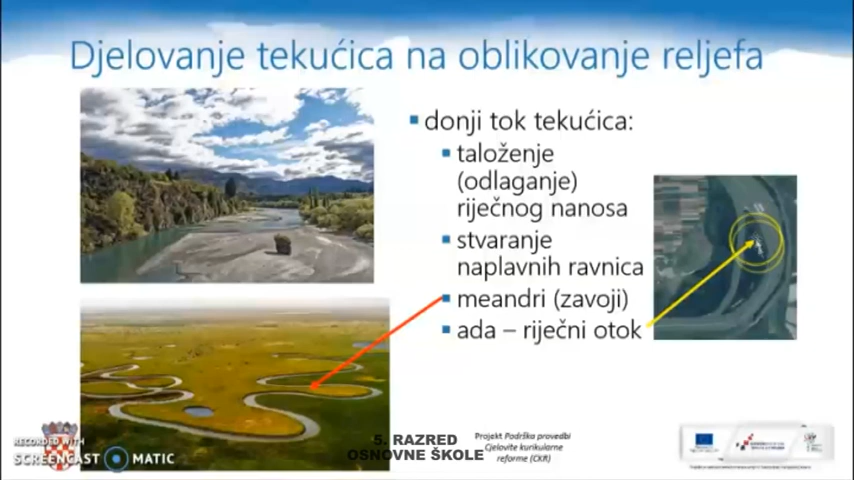 Djelovanje tekućica na oblikovanje reljefa
donji tok tekućica:
taloženje
(odlaganje)
riječnog nanosa
stvaranje
naplavnih ravnica
meandri (zavoji)
ada – riječni otok
RECORDED WITH
SCREENCAST MATIC
5. RAZRED
OSNOVNE ŠKOLE
Projekt Podrška provedbi
Cjelovite kurikularne
reforme (CKR)